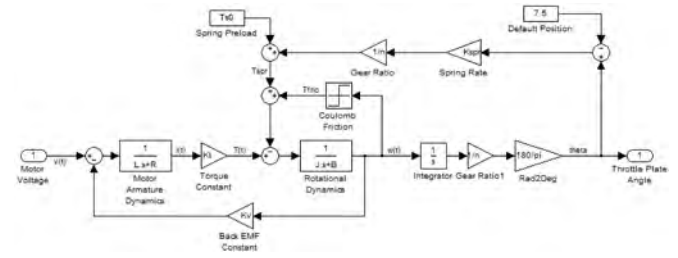 Ts0
Spring Preload
7.5
Default Position
1/n
Gear Ratio
Kspr
Spring Rate
Tspr
Tfric
Coulomb
Friction
1
Motor
Voltage
v(t)
1
L.s+R
Motor
Armature
Dynamics
i(t)
Kt
Torque
Constant
T(t)
1
J.s+B
Rotational
Dynamics
w(t)
1
s
Integrator
1/n
Gear Ratio1
180/pi
Rad2Deg
theta
1
Throttle Plate
Angle
Kv
Back EMF
Constant